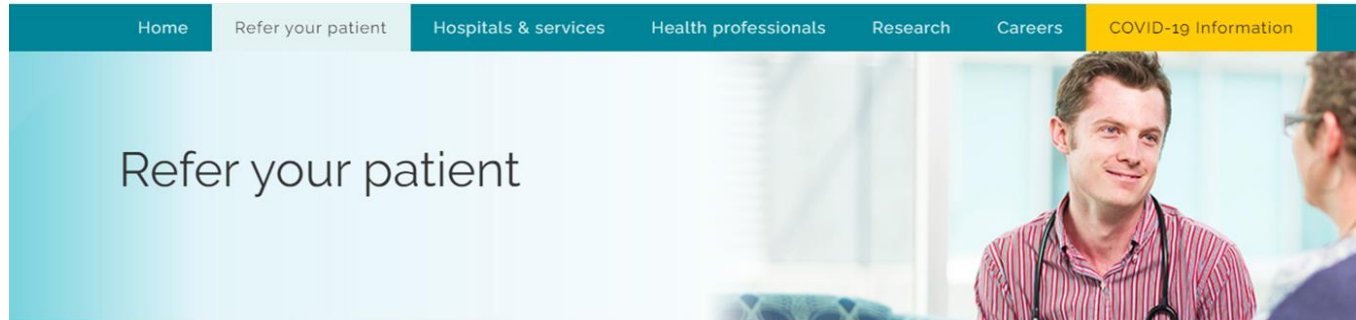 Home Refer your patient Hospitals & services Health professionals Research Careers COVID-19 Information
Refer your patient